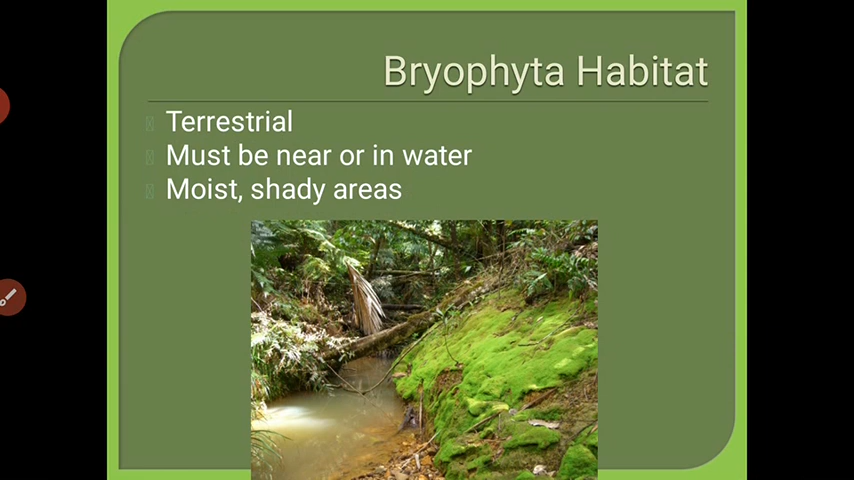 Bryophyta Habitat
Terrestrial
Must be near or in water
Moist, shady areas